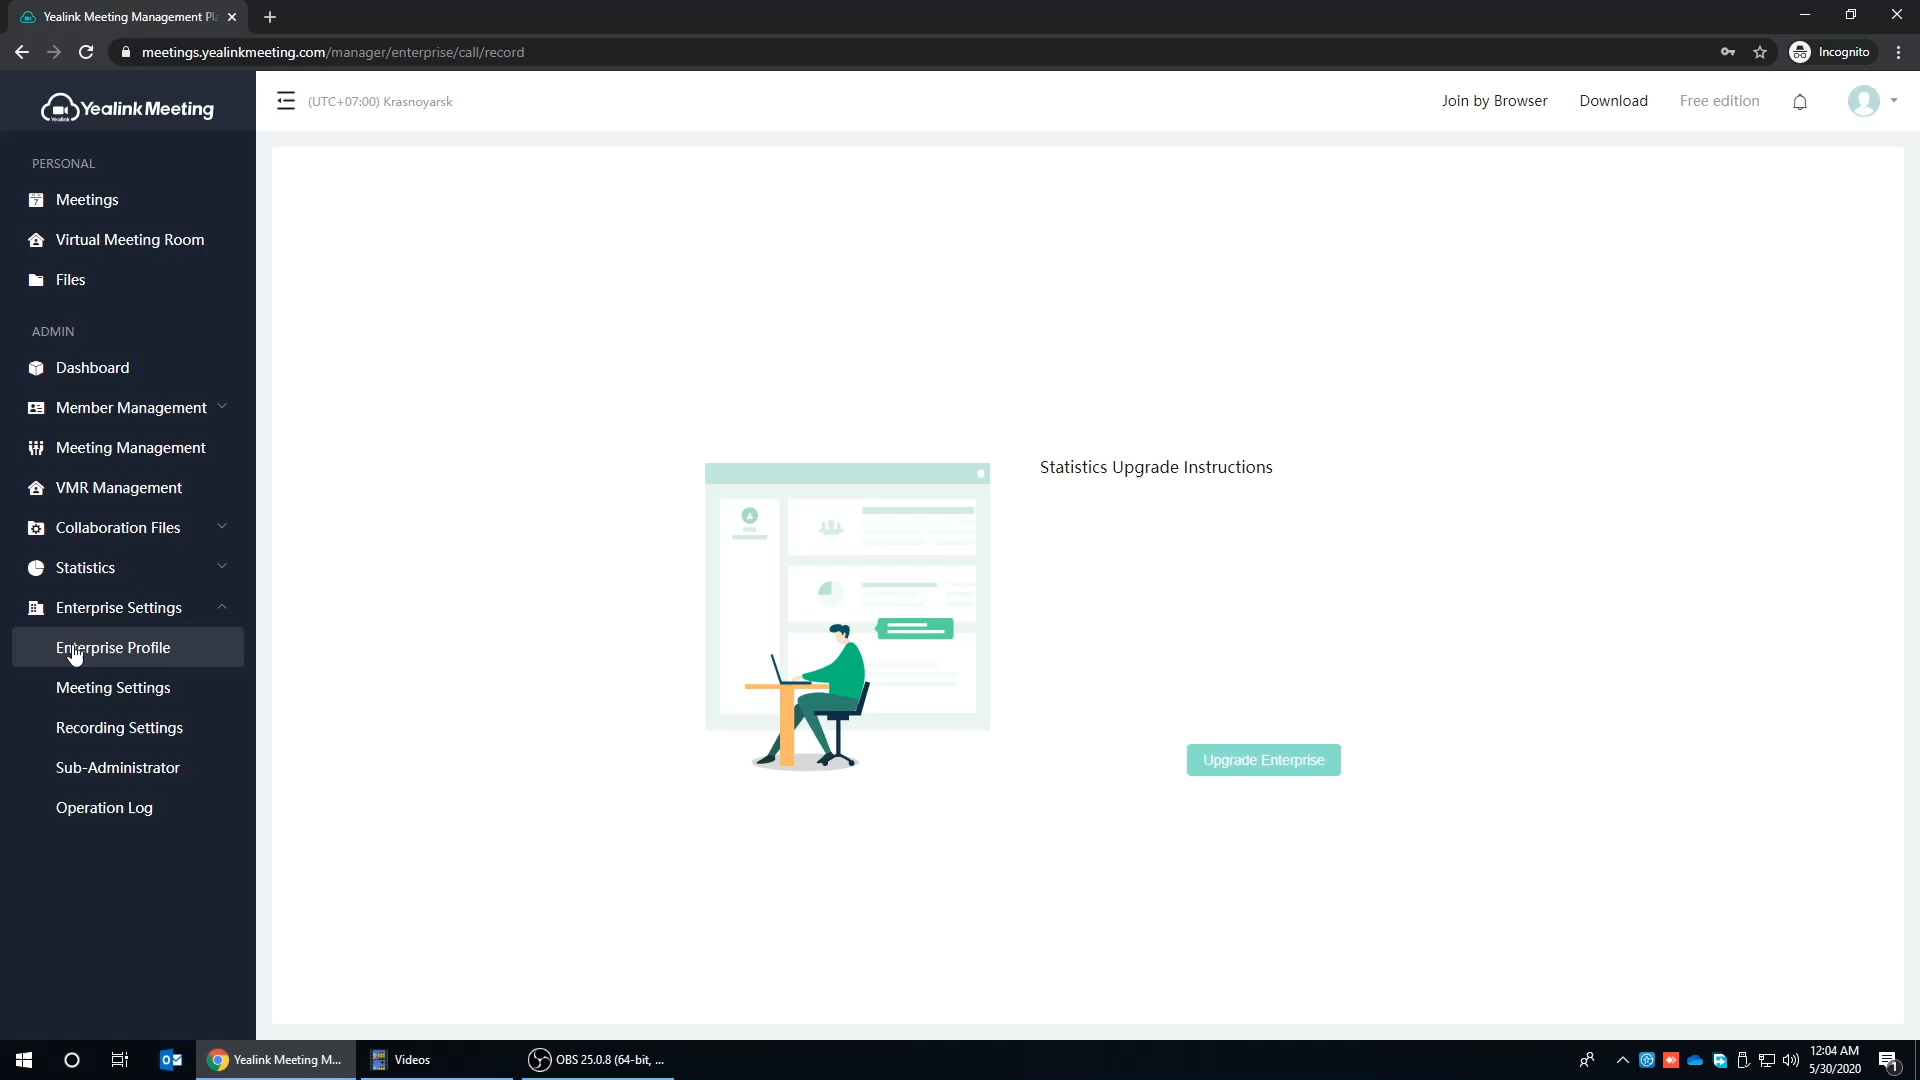 Yealink Meeting Management Pl
meetings.yealinkmeeting.com/manager/enterprise/call/record
Incognito
Yealink Meeting
Yealink
(UTC+07:00) Krasnoyarsk
Join by Browser
Download
Free edition
PERSONAL
7
Meetings
Virtual Meeting Room
Files
ADMIN
Dashboard
Member Management
Meeting Management
VMR Management
Collaboration Files
Statistics
Enterprise Settings
Enterprise Profile
Meeting Settings
Recording Settings
Sub-Administrator
Operation Log
Statistics Upgrade Instructions
Upgrade Enterprise
Yealink Meeting M...
Videos
OBS 25.0.8 (64-bit, ...
12:04 AM
5/30/2020
1